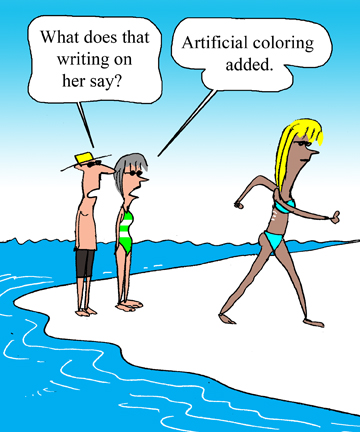 What does that
writing on
her say?
Artificial coloring
added.